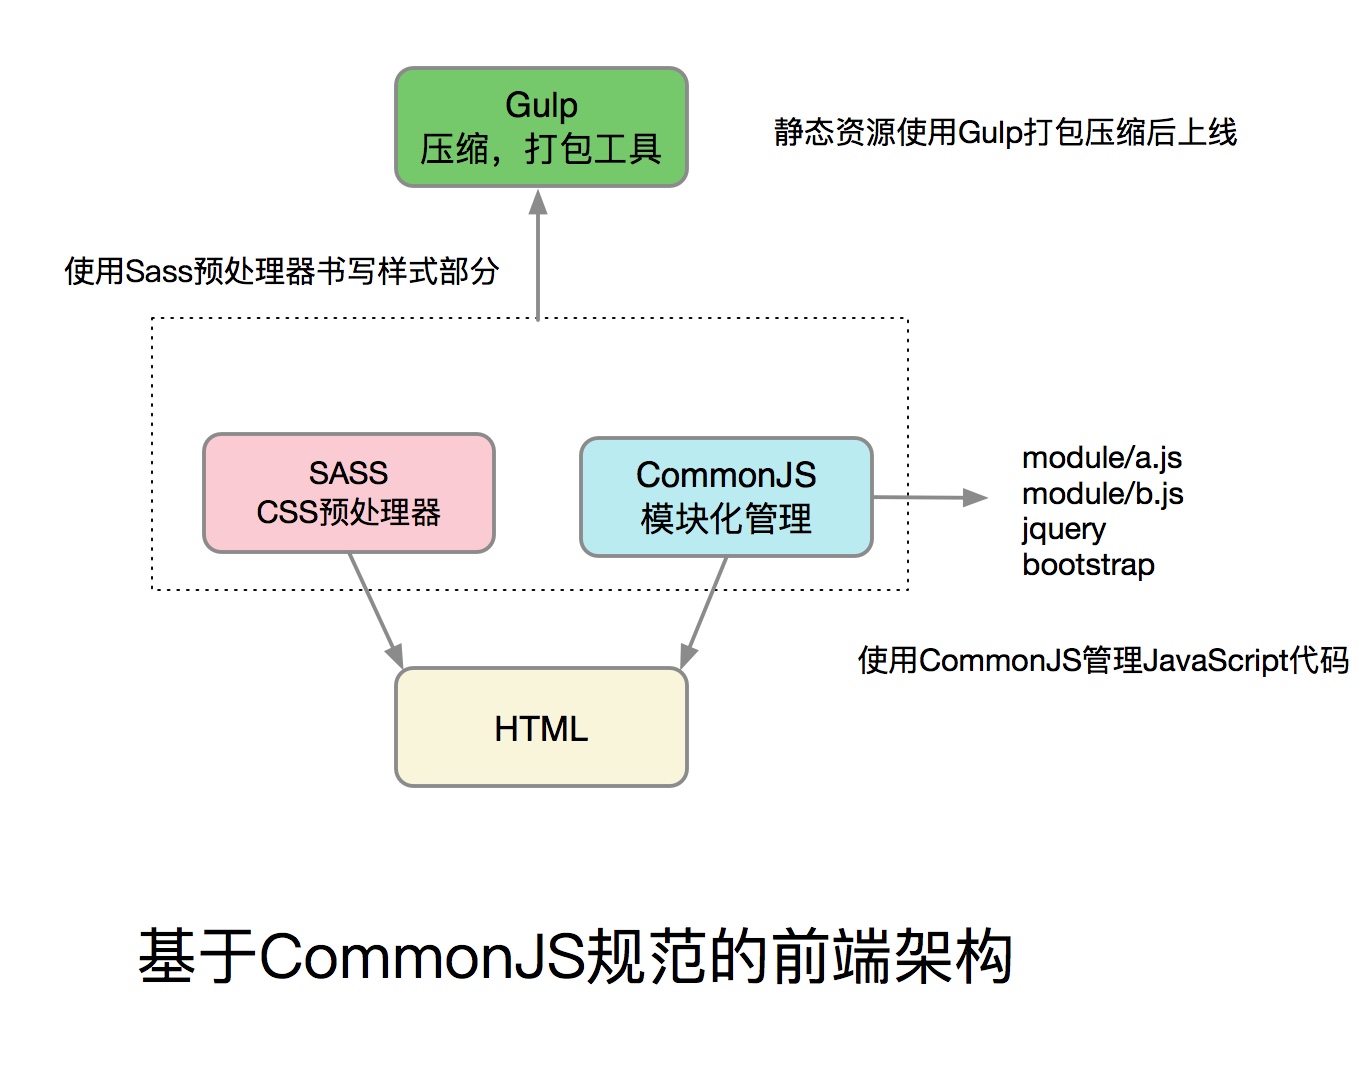 Gulp
压缩，打包工具
静态资源使用Gulp打包压缩后上线
使用Sass预处理器书写样式部分
SASS
CSS预处理器
CommonJS
模块化管理
module/a.js
module/b.js
jquery
bootstrap
使用CommonJS管理JavaScript代码
HTML
基于CommonJS规范的前端架构